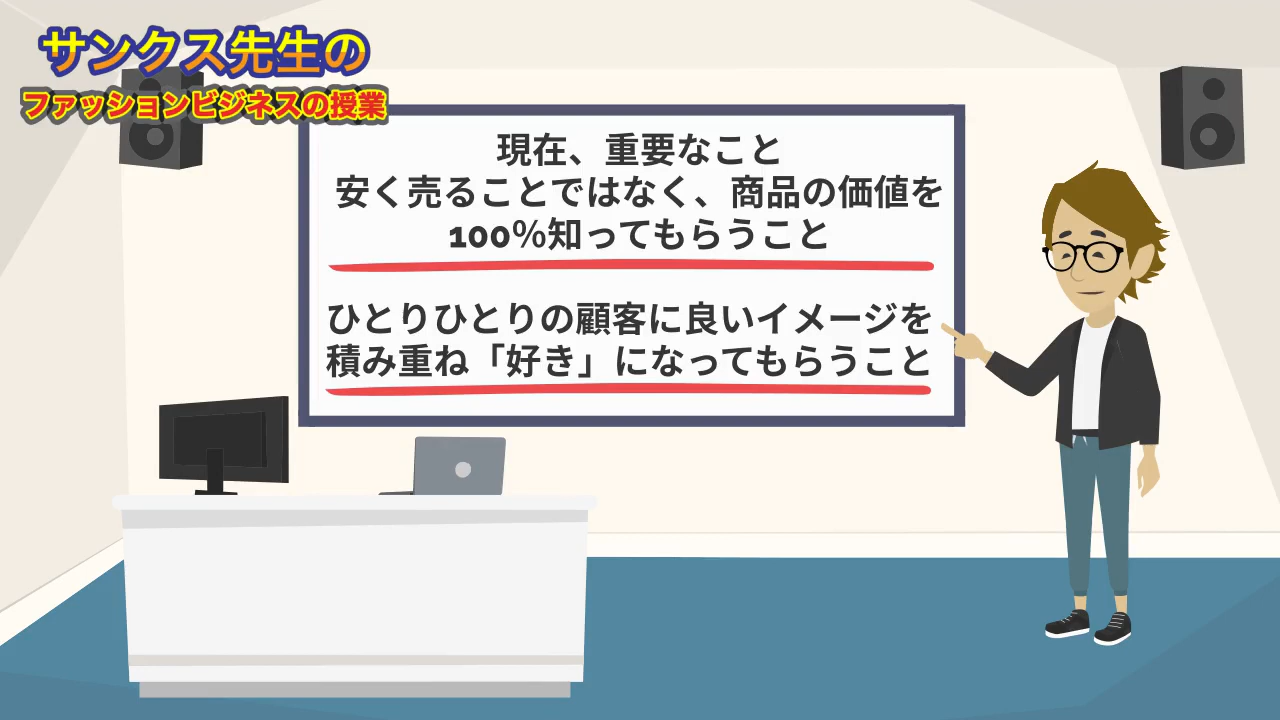 サンクス先生の
ファッションビジネスの授業
現在、重要なこと
安く売ることではなく、商品の価値を
100%知ってもらうこと
ひとりひとりの顧客に良いイメージを
積み重ね「好き」になってもらうこと